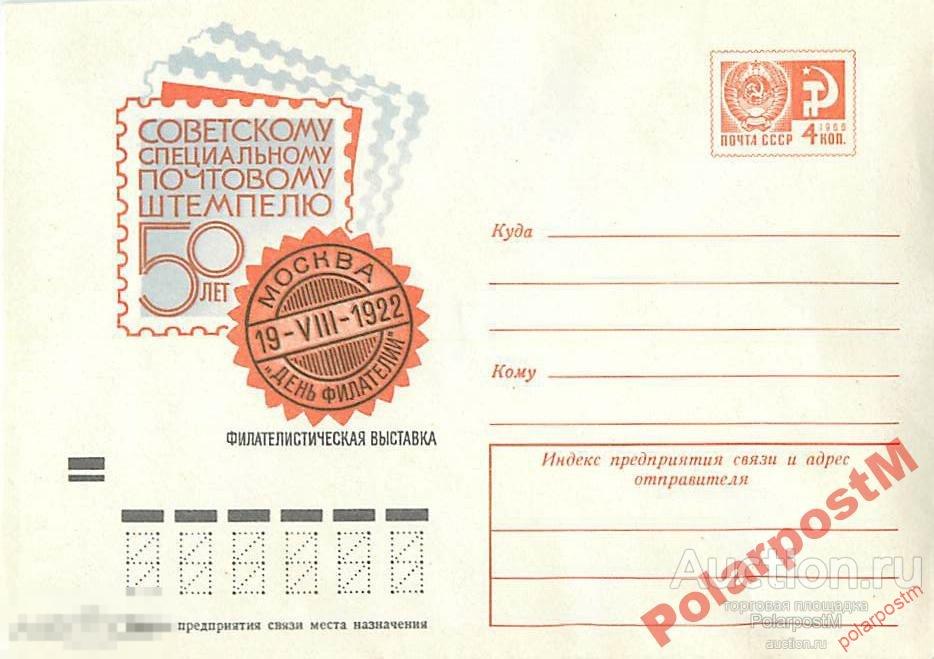 СОВЕТСКОМУ
СПЕЦИАЛЬНОМУ
ПОЧТОВОМУ
ШТЕМПЕЛЮ
50 ЛЕТ
МОСКВА
19-VIII-1922
„ДЕНЬ ФИЛАТЕЛИИ"
ФИЛАТЕЛИСТИЧЕСКАЯ ВЫСТАВКА
1966
ПОЧТА СССР 4 КОП.
Куда
Кому
Индекс предприятия связи и адрес
отправителя
предприятия связи места назначения
PolarpostM
Auction.ru
торговая площадка
PolarpostM
auction.ru
polarpostm